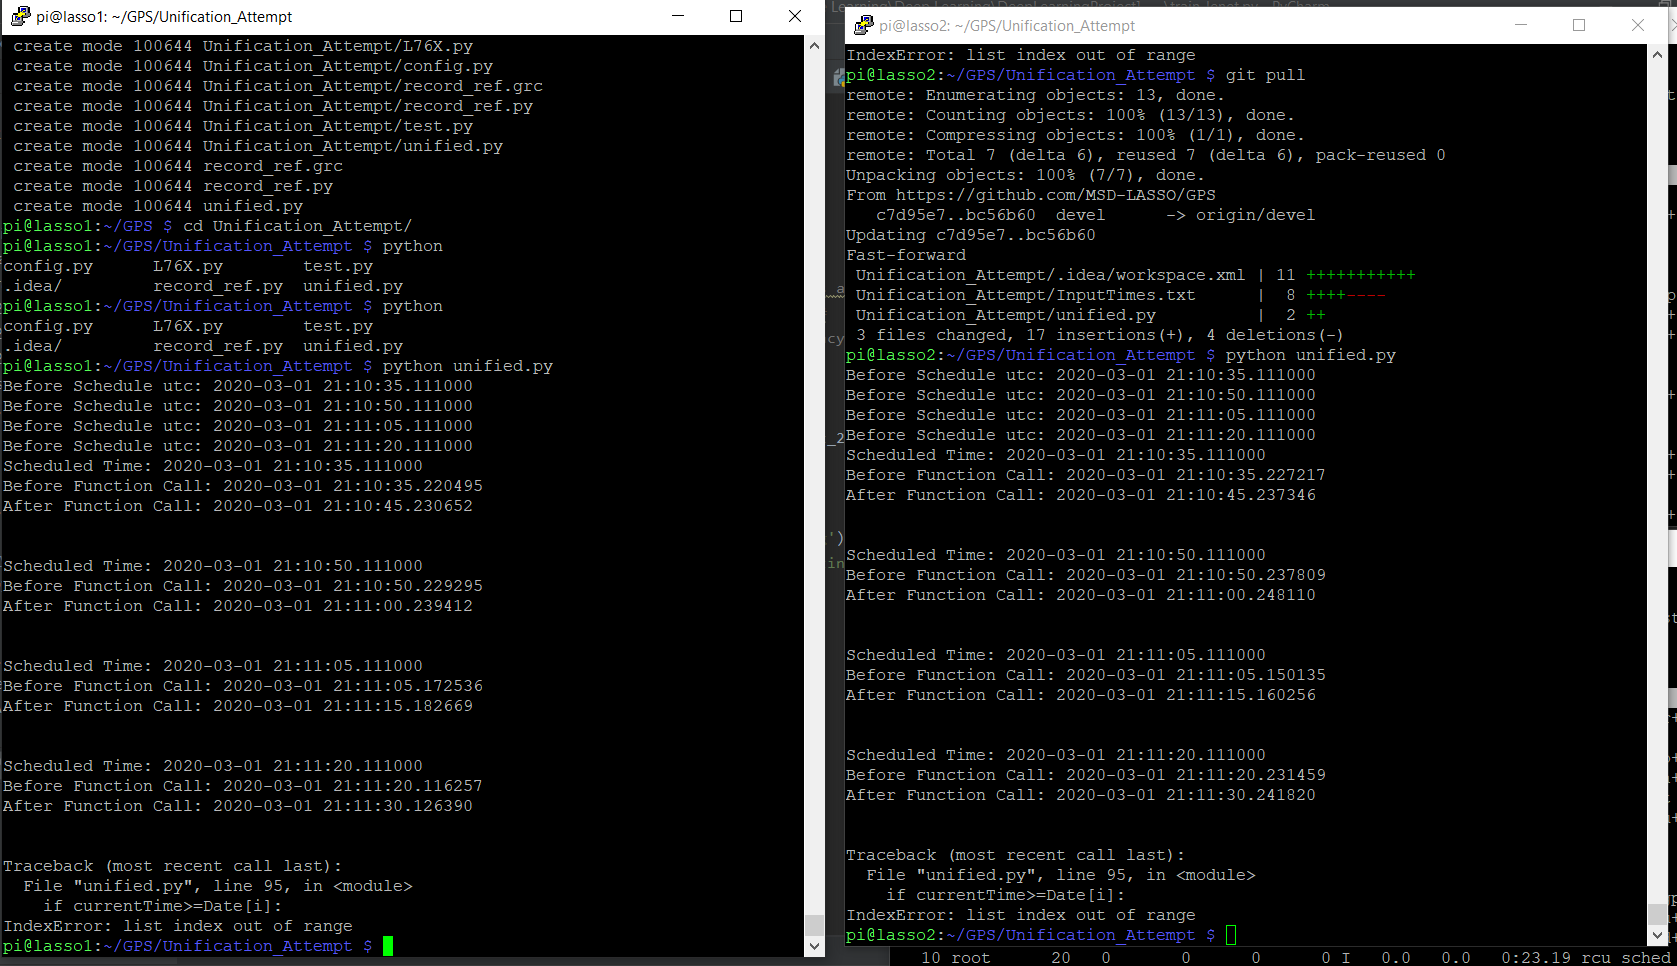 pi@lasso1: ~/GPS/Unification_Attempt
create mode 100644 Unification_Attempt/L76X.py
create mode 100644 Unification_Attempt/config.py
create mode 100644 Unification_Attempt/record_ref.grc
create mode 100644 Unification_Attempt/record_ref.py
create mode 100644 Unification_Attempt/test.py
create mode 100644 Unification_Attempt/unified.py
create mode 100644 record_ref.grc
create mode 100644 record_ref.py
create mode 100644 unified.py
pi@lasso1:~/GPS $ cd Unification_Attempt/
pi@lasso1:~/GPS/Unification_Attempt $ python
config.py      L76X.py        test.py
.idea/         record_ref.py  unified.py
pi@lasso1:~/GPS/Unification_Attempt $ python
config.py      L76X.py        test.py
.idea/         record_ref.py  unified.py
pi@lasso1:~/GPS/Unification_Attempt $ python unified.py
Before Schedule utc: 2020-03-01 21:10:35.111000
Before Schedule utc: 2020-03-01 21:10:50.111000
Before Schedule utc: 2020-03-01 21:11:05.111000
Before Schedule utc: 2020-03-01 21:11:20.111000
Scheduled Time: 2020-03-01 21:10:35.111000
Before Function Call: 2020-03-01 21:10:35.220495
After Function Call: 2020-03-01 21:10:45.230652
Scheduled Time: 2020-03-01 21:10:50.111000
Before Function Call: 2020-03-01 21:10:50.229295
After Function Call: 2020-03-01 21:11:00.239412
Scheduled Time: 2020-03-01 21:11:05.111000
Before Function Call: 2020-03-01 21:11:05.172536
After Function Call: 2020-03-01 21:11:15.182669
Scheduled Time: 2020-03-01 21:11:20.111000
Before Function Call: 2020-03-01 21:11:20.116257
After Function Call: 2020-03-01 21:11:30.126390
Traceback (most recent call last):
File "unified.py", line 95, in <module>
if currentTime>=Date[i]:
IndexError: list index out of range
pi@lasso1:~/GPS/Unification_Attempt $
pi@lasso2: ~/GPS/Unification_Attempt
IndexError: list index out of range
pi@lasso2:~/GPS/Unification_Attempt $ git pull
remote: Enumerating objects: 13, done.
remote: Counting objects: 100% (13/13), done.
remote: Compressing objects: 100% (1/1), done.
remote: Total 7 (delta 6), reused 7 (delta 6), pack-reused 0
Unpacking objects: 100% (7/7), done.
From https://github.com/MSD-LASSO/GPS
c7d95e7..bc56b60  devel      -> origin/devel
Updating c7d95e7..bc56b60
Fast-forward
Unification_Attempt/.idea/workspace.xml | 11 +++++++++++
Unification_Attempt/InputTimes.txt      |  8 ++++----
Unification_Attempt/unified.py          |  2 ++
3 files changed, 17 insertions(+), 4 deletions(-)
pi@lasso2:~/GPS/Unification_Attempt $ python unified.py
Before Schedule utc: 2020-03-01 21:10:35.111000
Before Schedule utc: 2020-03-01 21:10:50.111000
Before Schedule utc: 2020-03-01 21:11:05.111000
Before Schedule utc: 2020-03-01 21:11:20.111000
Scheduled Time: 2020-03-01 21:10:35.111000
Before Function Call: 2020-03-01 21:10:35.227217
After Function Call: 2020-03-01 21:10:45.237346
Scheduled Time: 2020-03-01 21:10:50.111000
Before Function Call: 2020-03-01 21:10:50.237809
After Function Call: 2020-03-01 21:11:00.248110
Scheduled Time: 2020-03-01 21:11:05.111000
Before Function Call: 2020-03-01 21:11:05.150135
After Function Call: 2020-03-01 21:11:15.160256
Scheduled Time: 2020-03-01 21:11:20.111000
Before Function Call: 2020-03-01 21:11:20.231459
After Function Call: 2020-03-01 21:11:30.241820
Traceback (most recent call last):
File "unified.py", line 95, in <module>
if currentTime>=Date[i]:
IndexError: list index out of range
pi@lasso2:~/GPS/Unification_Attempt $
10 root      20   0       0      0      0 I   0.0   0.0   0:23.19 rcu_sched